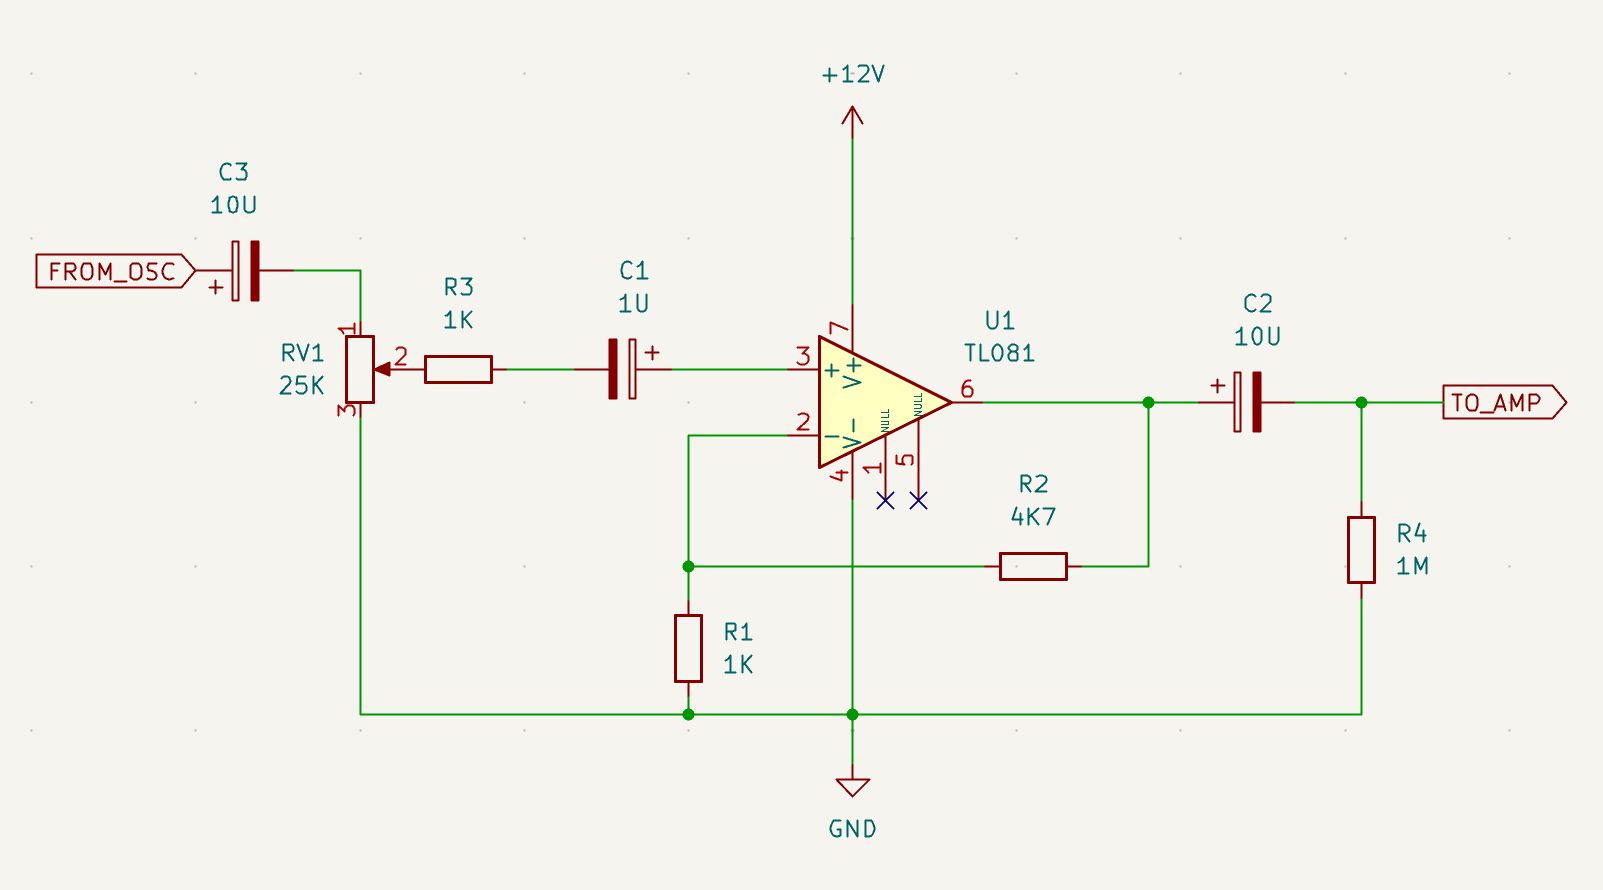 +12V
C3
10U
FROM_OSC
+
1
RV1
25K
2
3
R3
1K
C1
1U
+
7
3
+
V+
2
−
V−
4
NULL
1
NULL
5
U1
TL081
6
C2
10U
+
TO_AMP
R2
4K7
R4
1M
R1
1K
GND